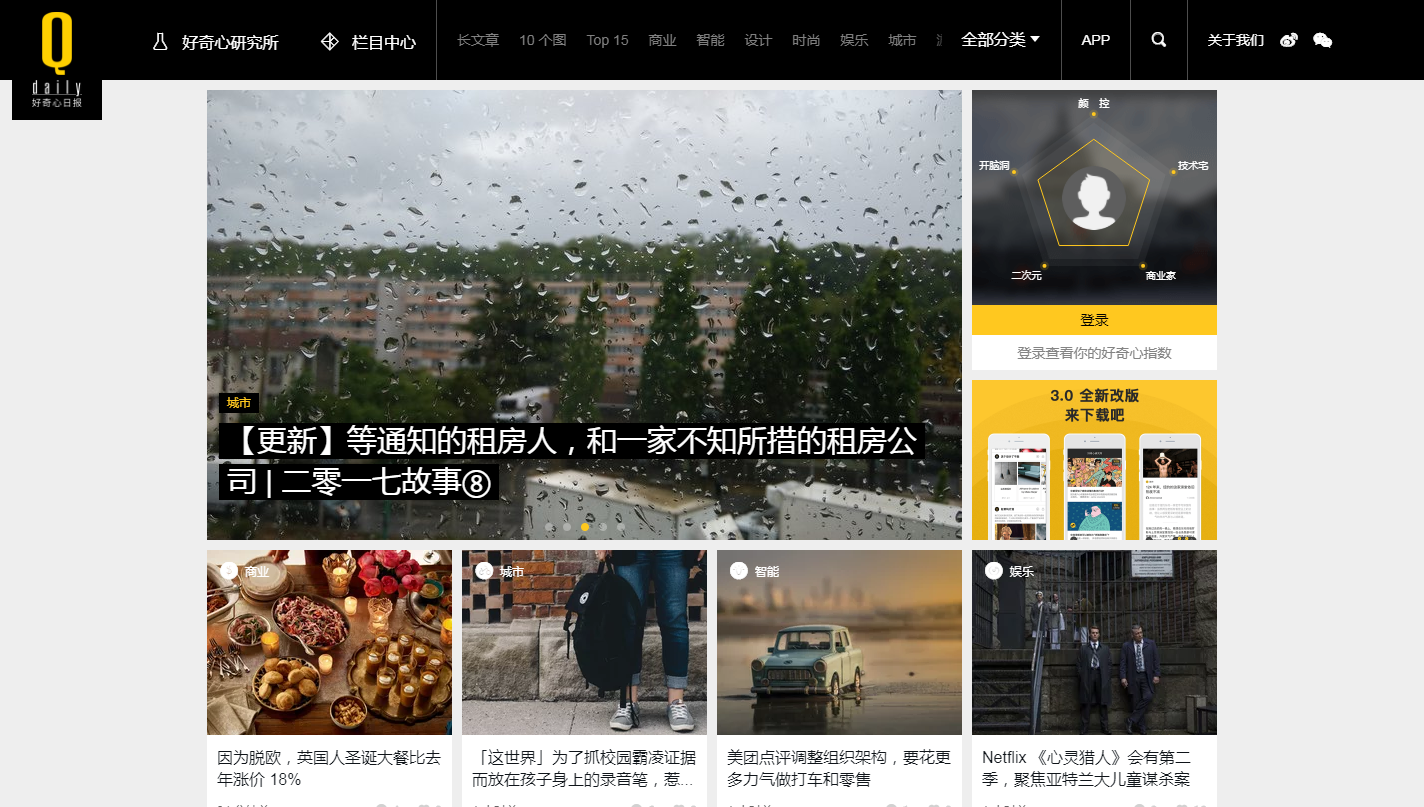 Q
daily
好奇心日报
好奇心研究所
栏目中心
长文章
10 个图
Top 15
商业
智能
设计
时尚
娱乐
城市
全部分类
APP
关于我们
城市
【更新】等通知的租房人，和一家不知所措的租房公
司 | 二零一七故事⑧
颜 控
开脑洞
技术宅
二次元
商业家
登录
登录查看你的好奇心指数
3.0 全新改版
来下载吧
商业
因为脱欧，英国人圣诞大餐比去
年涨价 18%
城市
「这世界」为了抓校园霸凌证据
而放在孩子身上的录音笔，惹...
智能
美团点评调整组织架构，要花更
多力气做打车和零售
娱乐
Netflix 《心灵猎人》会有第二
季，聚焦亚特兰大儿童谋杀案